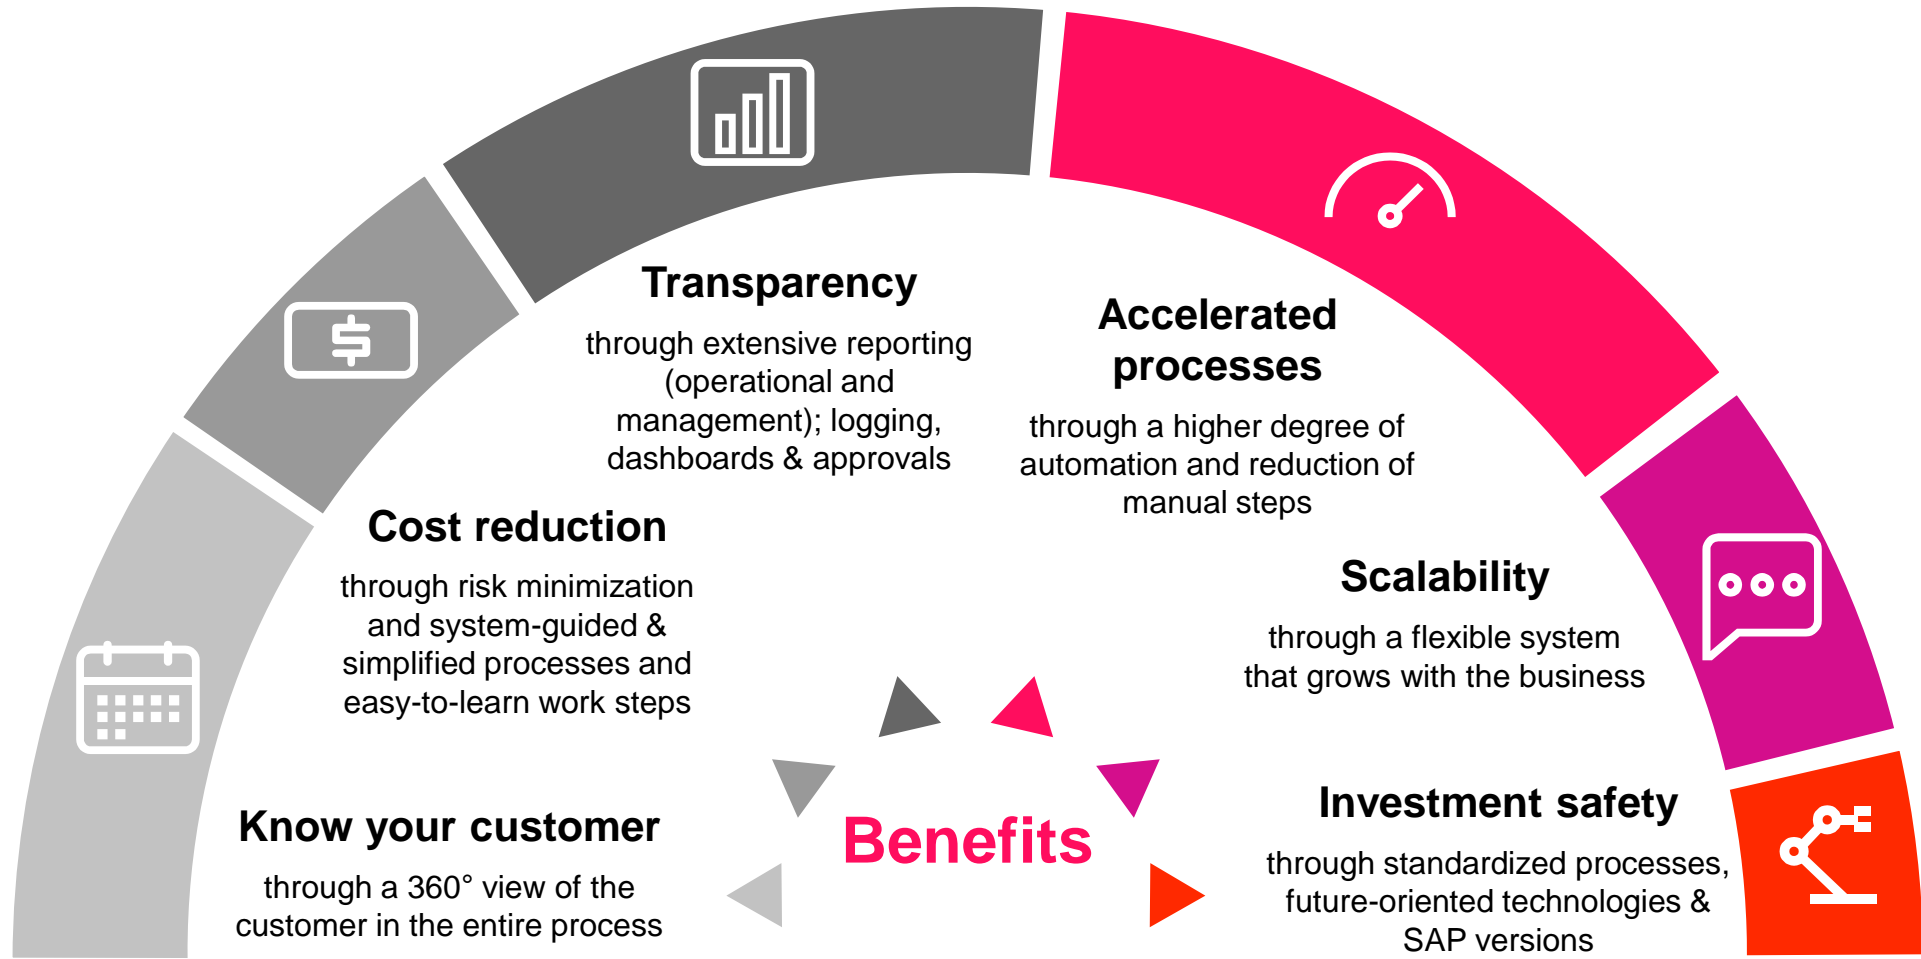 Transparency
through extensive reporting
(operational and
management); logging,
dashboards & approvals
Accelerated
processes
through a higher degree of
automation and reduction of
manual steps
Cost reduction
through risk minimization
and system-guided &
simplified processes and
easy-to-learn work steps
Scalability
through a flexible system
that grows with the business
Know your customer
through a 360° view of the
customer in the entire process
Benefits
Investment safety
through standardized processes,
future-oriented technologies &
SAP versions